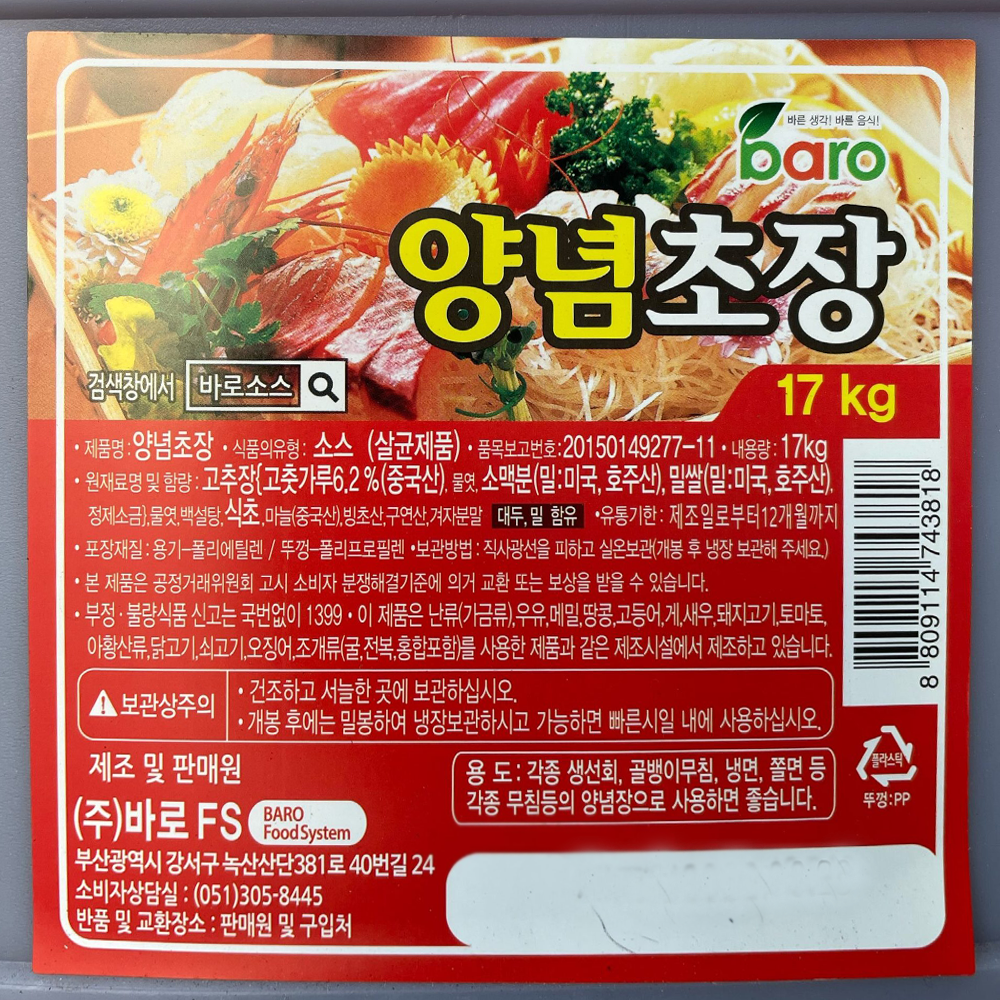 바른 생각! 바른 음식!
baro
양념초장
검색창에서 바로소스
17 kg
• 제품명 : 양념초장 • 식품의유형 : 소스 (살균제품) • 품목보고번호:20150149277-11 • 내용량 : 17kg
• 원재료명 및 함량 : 고추장{고춧가루6.2%(중국산), 물엿, 소맥분(밀:미국, 호주산), 밀쌀(밀:미국, 호주산),
정제소금},물엿,백설탕,식초,마늘(중국산),빙초산,구연산,겨자분말 대두, 밀 함유 •유통기한 : 제조일로부터12개월까지
• 포장재질 : 용기-폴리에틸렌 / 뚜껑-폴리프로필렌 •보관방법 : 직사광선을 피하고 실온보관(개봉 후 냉장 보관해 주세요.)
• 본 제품은 공정거래위원회 고시 소비자 분쟁해결기준에 의거 교환 또는 보상을 받을 수 있습니다.
• 부정 · 불량식품 신고는 국번없이 1399 • 이 제품은 난류(가금류),우유,메밀,땅콩,고등어,게,새우,돼지고기,토마토,
아황산류,닭고기,쇠고기,오징어,조개류(굴,전복,홍합포함)를 사용한 제품과 같은 제조시설에서 제조하고 있습니다.
8 809114 743818
보관상주의
• 건조하고 서늘한 곳에 보관하십시오.
• 개봉 후에는 밀봉하여 냉장보관하시고 가능하면 빠른시일 내에 사용하십시오.
제조 및 판매원
(주)바로 FS BARO FoodSystem
부산광역시 강서구 녹산산단381로 40번길 24
소비자상담실 : (051)305-8445
반품 및 교환장소 : 판매원 및 구입처
용 도 : 각종 생선회, 골뱅이무침, 냉면, 쫄면 등
각종 무침등의 양념장으로 사용하면 좋습니다.
플라스틱
뚜껑:PP